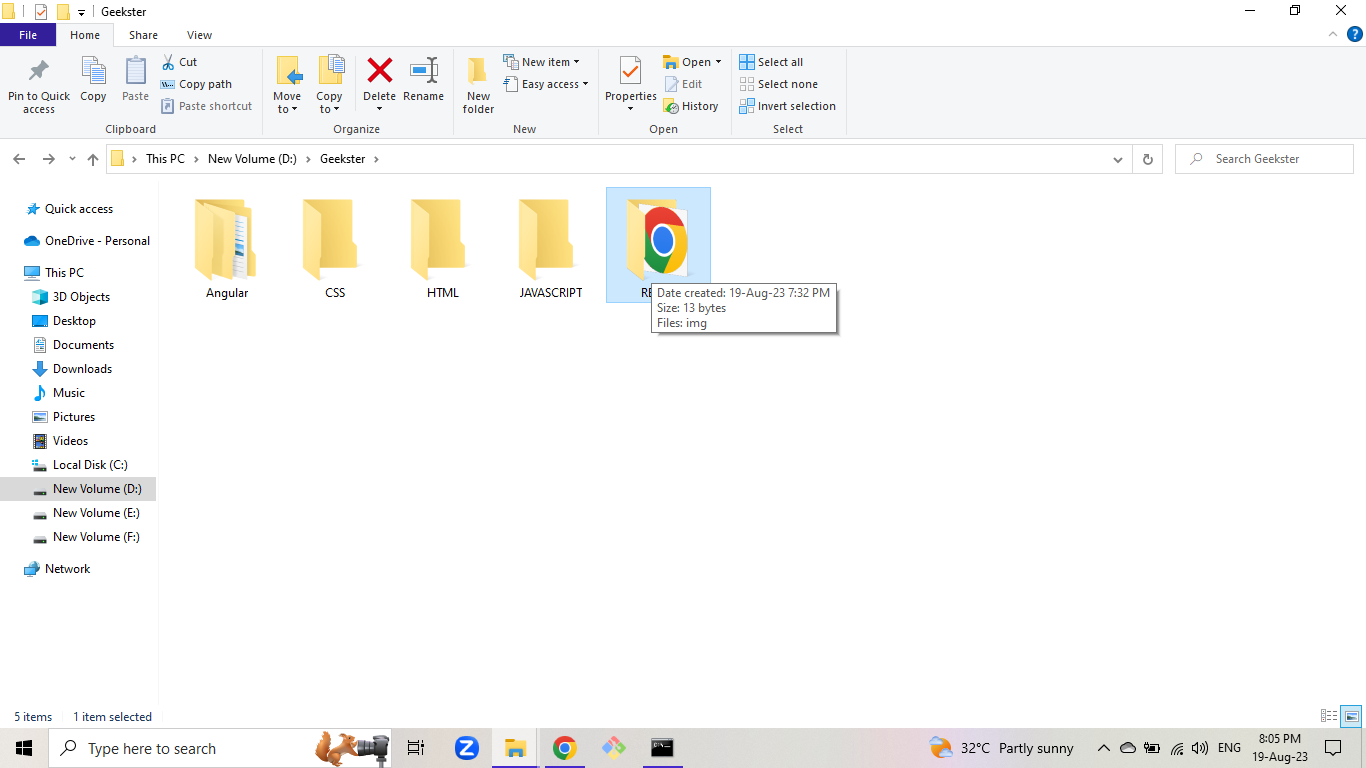 Geekster
File Home Share View
Pin to Quick access
Copy
Paste
Cut
Copy path
Paste shortcut
Clipboard
Move to
Copy to
Delete
Rename
Organize
New folder
New item
Easy access
New
Properties
Open
Edit
History
Open
Select all
Select none
Invert selection
Select
This PC > New Volume (D:) > Geekster >
Search Geekster
Quick access
OneDrive - Personal
This PC
3D Objects
Desktop
Documents
Downloads
Music
Pictures
Videos
Local Disk (C:)
New Volume (D:)
New Volume (E:)
New Volume (F:)
Network
Angular CSS HTML JAVASCRIPT
Date created: 19-Aug-23 7:32 PM
Size: 13 bytes
Files: img
5 items 1 item selected
Type here to search
32°C Partly sunny
ENG
8:05 PM
19-Aug-23